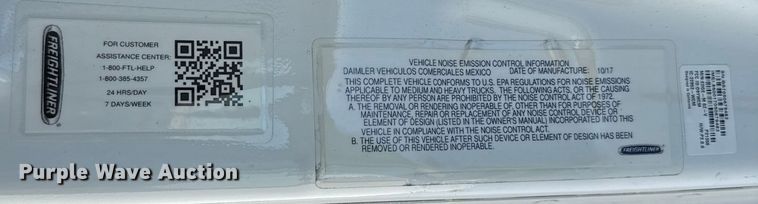 FREIGHTLINER
FOR CUSTOMER
ASSISTANCE CENTER:
1-800-FTL-HELP
1-800-385-4357
24 HRS/DAY
7 DAYS/WEEK
VEHICLE NOISE EMISSION CONTROL INFORMATION
DAIMLER VEHICULOS COMERCIALES MEXICO DATE OF MANUFACTURE: 10/17
THIS COMPLETE VEHICLE CONFORMS TO U.S. EPA REGULATIONS FOR NOISE EMISSIONS
APPLICABLE TO MEDIUM AND HEAVY TRUCKS. THE FOLLOWING ACTS, OR THE CAUSING
THEREOF BY ANY PERSON ARE PROHIBITED BY THE NOISE CONTROL ACT OF 1972.
A. THE REMOVAL OR RENDERING INOPERABLE OF, OTHER THAN FOR PURPOSES OF
MAINTENANCE, REPAIR OR REPLACEMENT OF ANY NOISE CONTROL DEVICE OR
ELEMENT OF DESIGN (LISTED IN THE OWNER'S MANUAL) INCORPORATED INTO THIS
VEHICLE IN COMPLIANCE WITH THE NOISE CONTROL ACT.
B. THE USE OF THIS VEHICLE AFTER SUCH DEVICE OR ELEMENT OF DESIGN HAS BEEN
REMOVED OR RENDERED INOPERABLE.
FREIGHTLINER
Purple Wave Auction